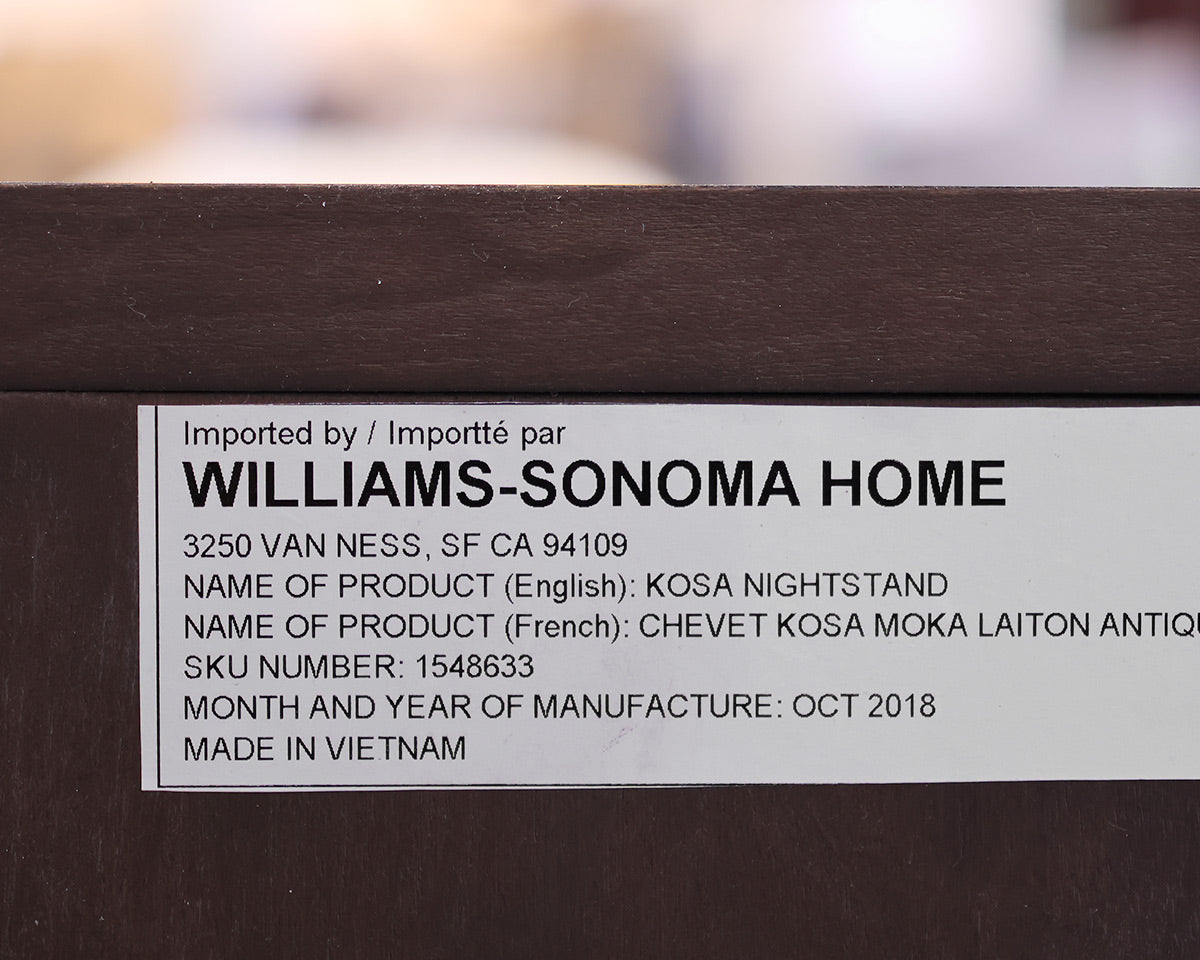 Imported by / Importté par
WILLIAMS-SONOMA HOME
3250 VAN NESS, SF CA 94109
NAME OF PRODUCT (English): KOSA NIGHTSTAND
NAME OF PRODUCT (French): CHEVET KOSA MOKA LAITON
SKU NUMBER: 1548633
MONTH AND YEAR OF MANUFACTURE: OCT 2018
MADE IN VIETNAM